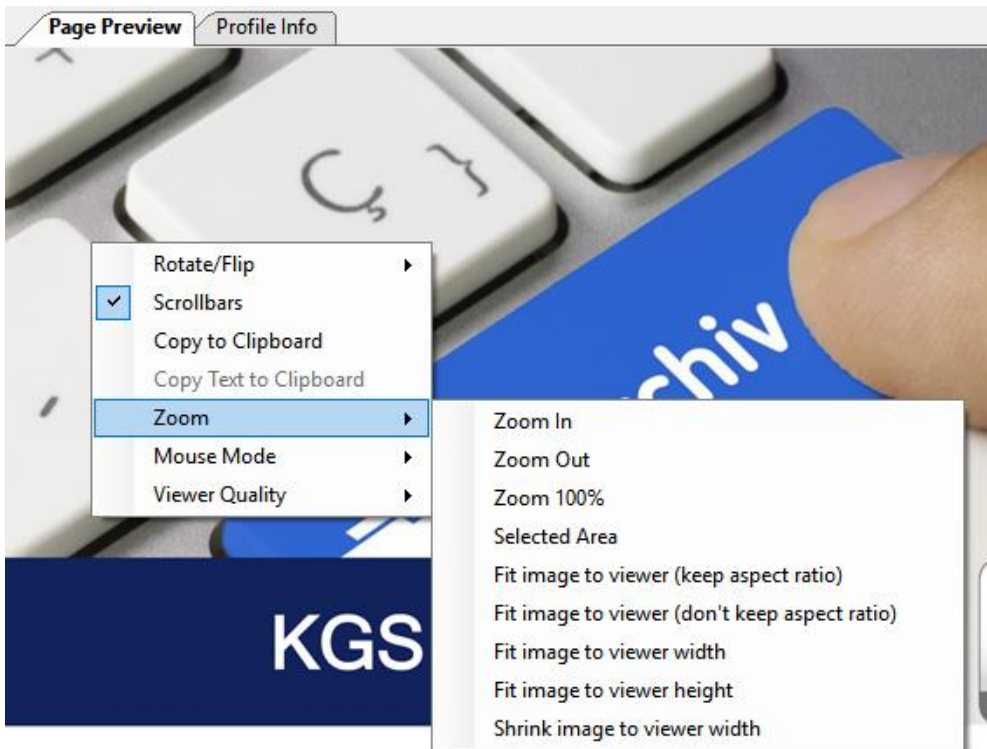 Page Preview
Profile Info
Ç }
Rotate/Flip
Scrollbars
Copy to Clipboard
Copy Text to Clipboard
Zoom
Mouse Mode
Viewer Quality
,
chiv
Zoom In
Zoom Out
Zoom 100%
Selected Area
Fit image to viewer (keep aspect ratio)
Fit image to viewer (don't keep aspect ratio)
Fit image to viewer width
Fit image to viewer height
Shrink image to viewer width
KGS